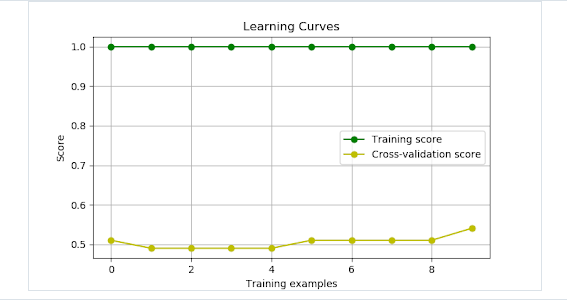 Learning Curves
1.0
0.9
0.8
0.7
0.6
0.5
Score
Training score
Cross-validation score
0 2 4 6 8
Training examples